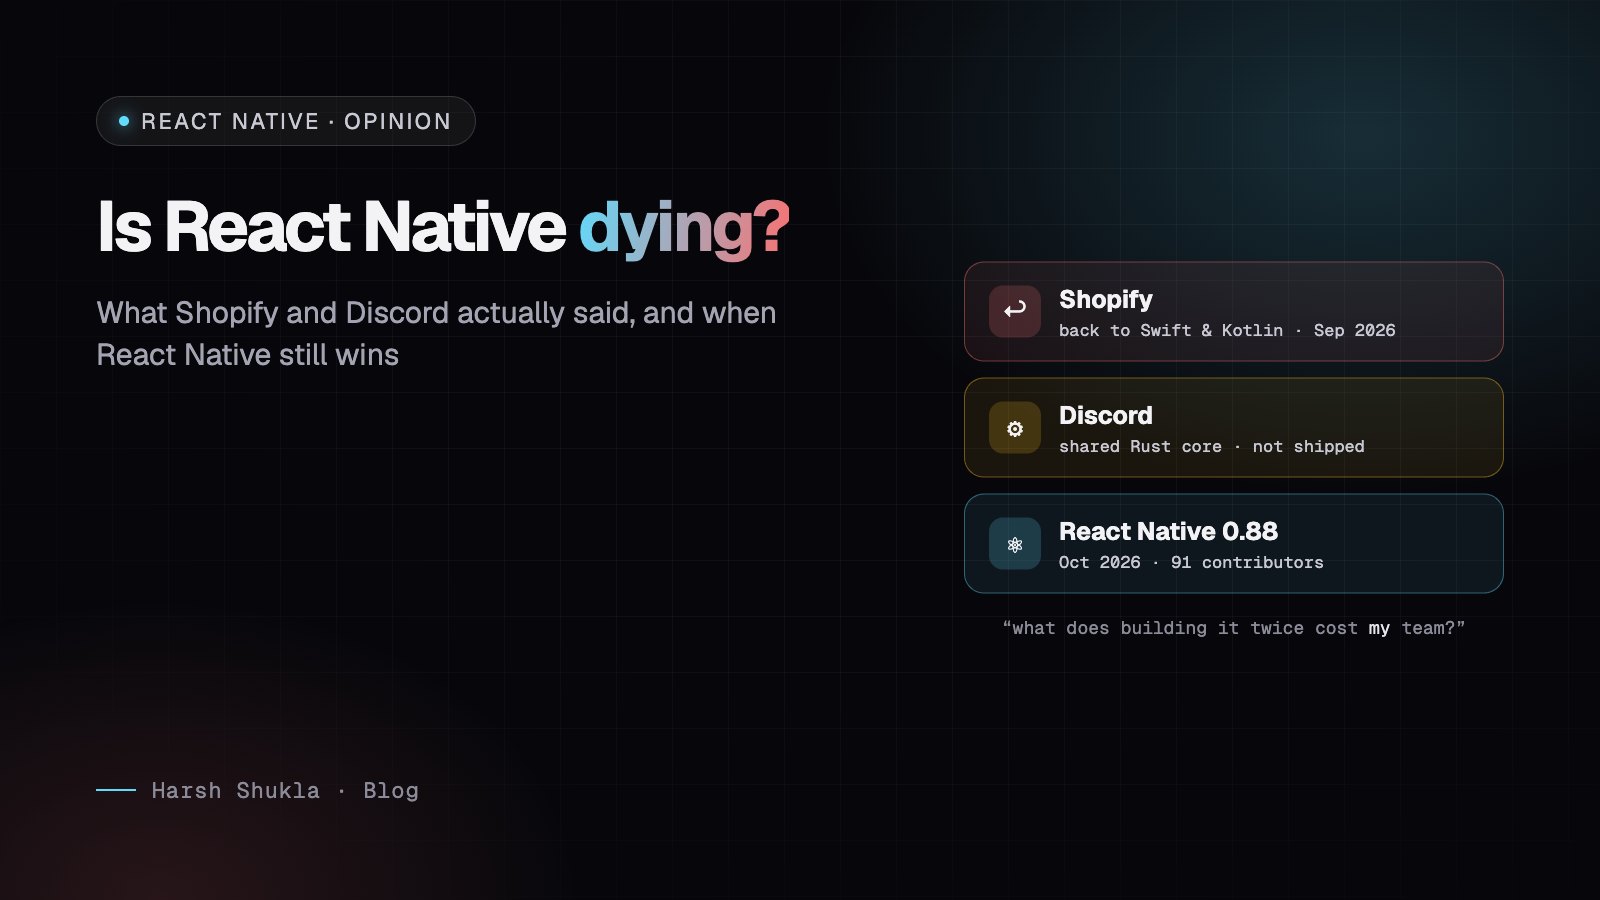 REACT NATIVE · OPINION
Is React Native dying?
What Shopify and Discord actually said, and when
React Native still wins
Shopify
back to Swift & Kotlin · Sep 2026
Discord
shared Rust core · not shipped
React Native 0.88
Oct 2026 · 91 contributors
“what does building it twice cost my team?”
Harsh Shukla · Blog